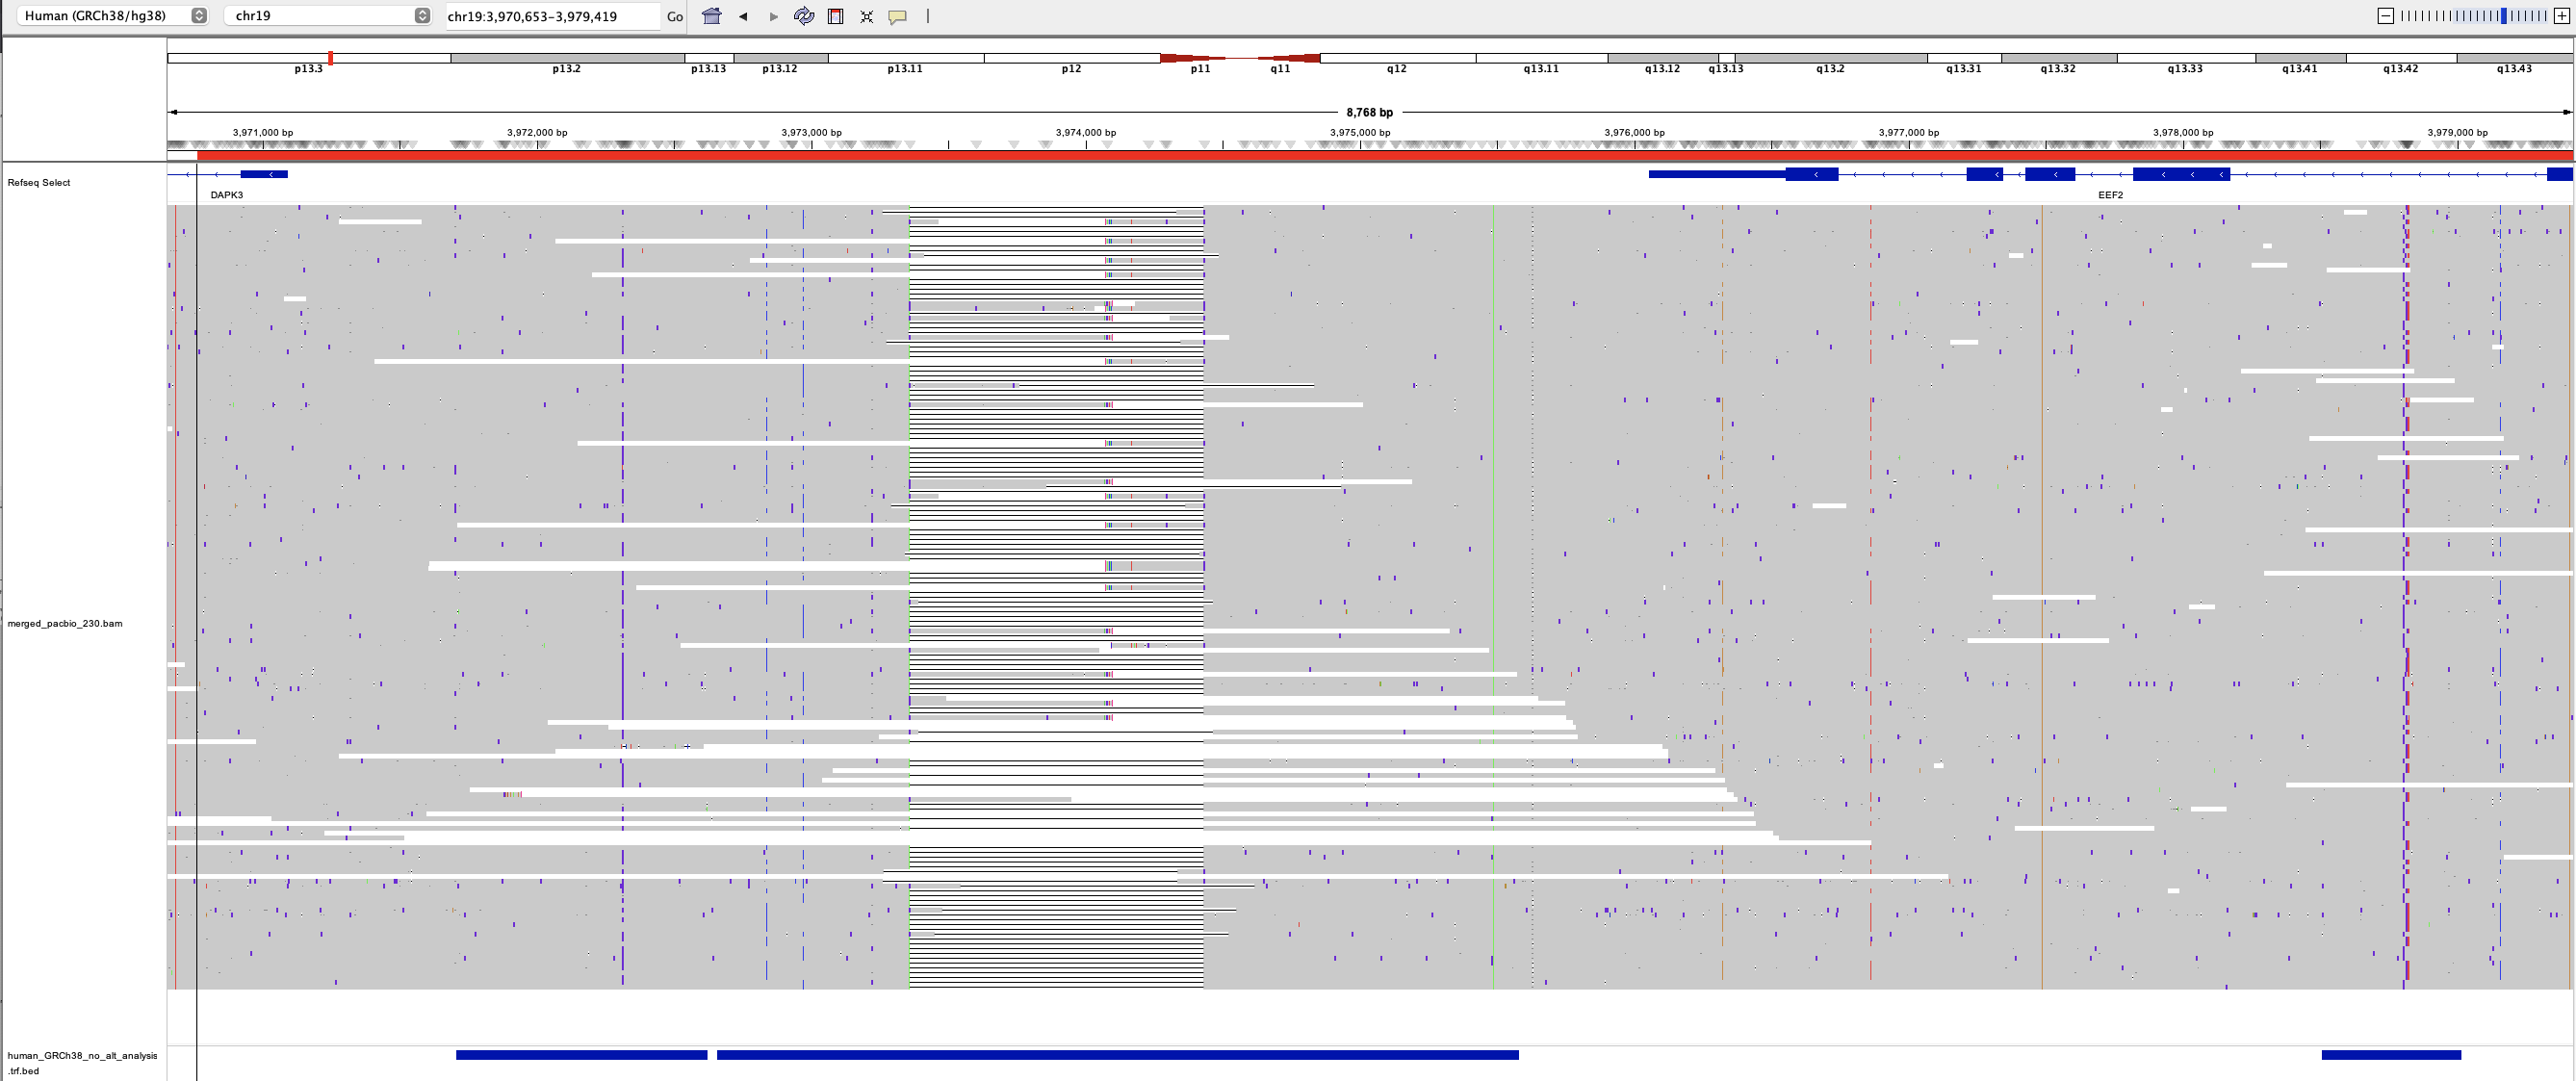 Human (GRCh38/hg38) chr19 chr19:3,970,653-3,979,419 Go
p13.3 p13.2 p13.13 p13.12 p13.11 p12 p11 q11 q12 q13.11 q13.12 q13.13 q13.2 q13.31 q13.32 q13.33 q13.41 q13.42 q13.43
8,768 bp
3,971,000 bp 3,972,000 bp 3,973,000 bp 3,974,000 bp 3,975,000 bp 3,976,000 bp 3,977,000 bp 3,978,000 bp 3,979,000 bp
Refseq Select
DAPK3 EEF2
merged_pacbio_230.bam
human_GRCh38_no_alt_analysis
.trf.bed